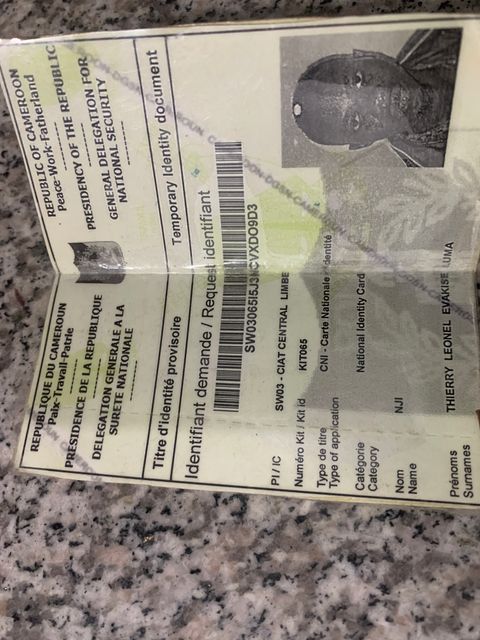 REPUBLIQUE DU CAMEROUN
Paix-Travail-Patrie
----------
PRESIDENCE DE LA REPUBLIQUE
----------
DELEGATION GENERALE A LA
SURETE NATIONALE
----------
REPUBLIC OF CAMEROON
Peace-Work-Fatherland
----------
PRESIDENCY OF THE REPUBLIC
----------
GENERAL DELEGATION FOR
NATIONAL SECURITY
----------
Titre d'identité provisoire
Temporary Identity document
Identifiant demande / Request identifiant
PI / IC SW03 - CIAT CENTRAL LIMBE
Numéro Kit / Kit id KIT065
Type de titre CNI - Carte Nationale identité
Type of application
Catégorie National Identity Card
Category
Nom NJI
Name
Prénoms THIERRY LEONEL EVAKISE LUMA
Surnames